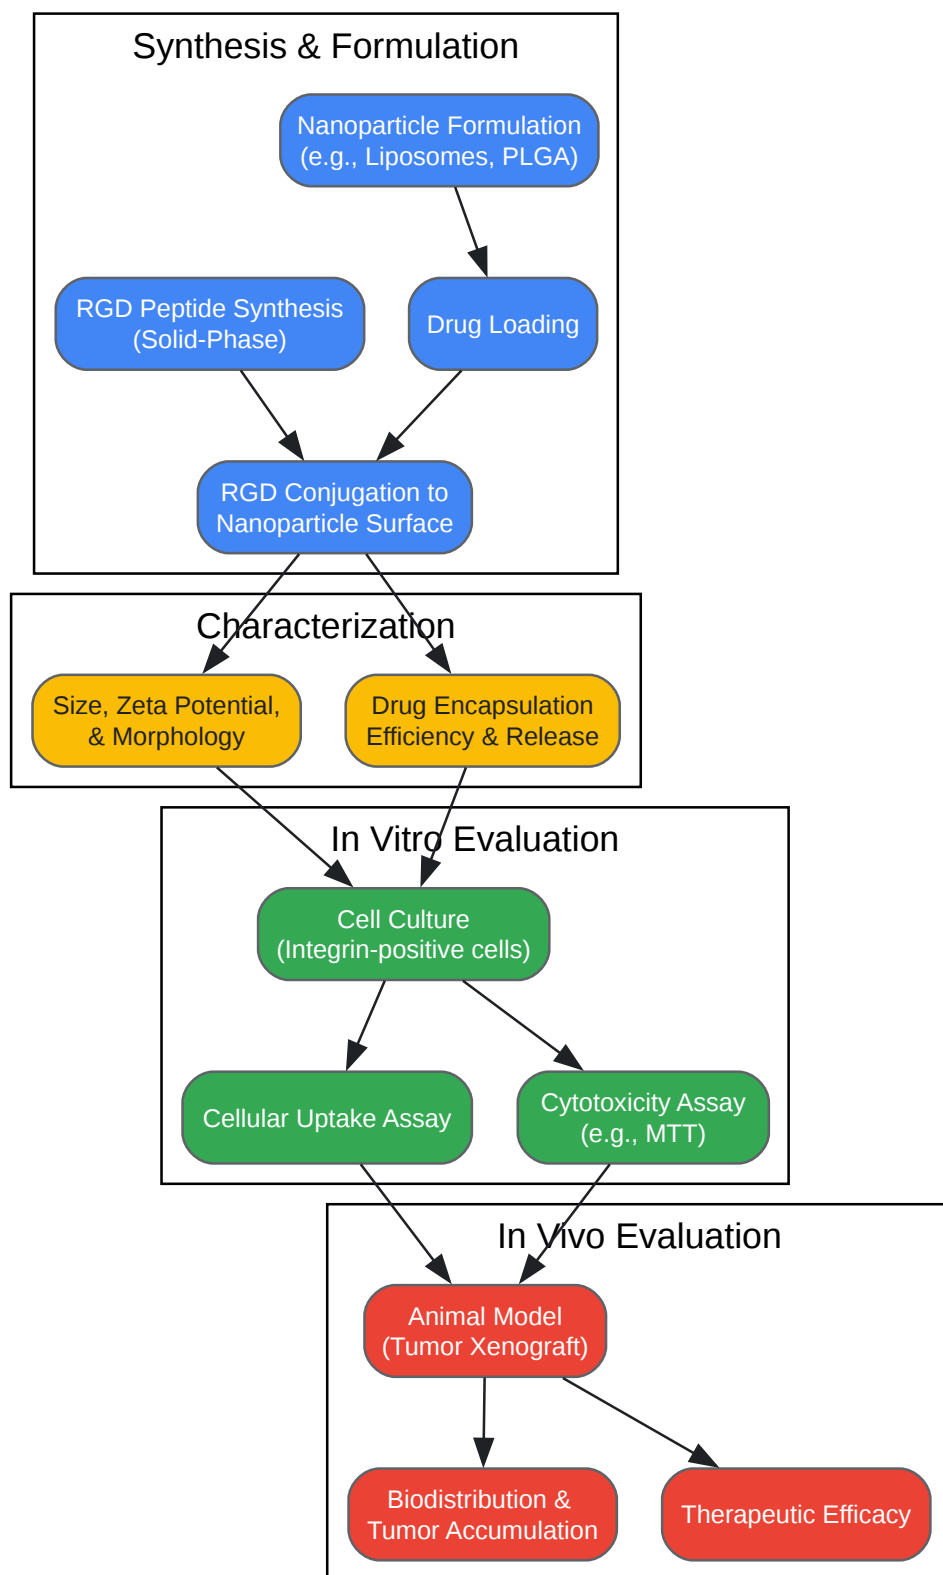 Synthesis & Formulation
Nanoparticle Formulation
(e.g., Liposomes, PLGA)
RGD Peptide Synthesis
(Solid-Phase)
Drug Loading
RGD Conjugation to
Nanoparticle Surface
Characterization
Size, Zeta Potential,
& Morphology
Drug Encapsulation
Efficiency & Release
In Vitro Evaluation
Cell Culture
(Integrin-positive cells)
Cellular Uptake Assay
Cytotoxicity Assay
(e.g., MTT)
In Vivo Evaluation
Animal Model
(Tumor Xenograft)
Biodistribution &
Tumor Accumulation
Therapeutic Efficacy